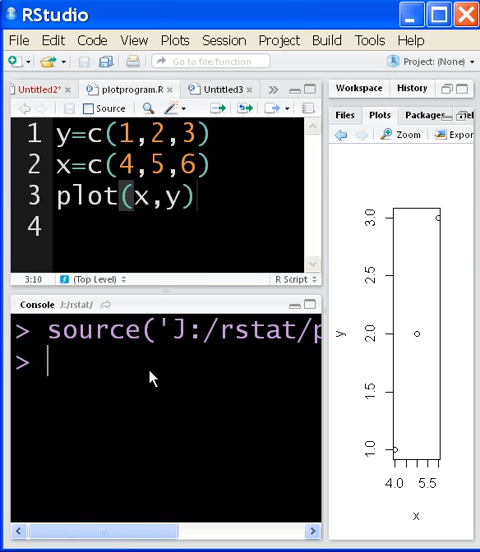 RStudio
File Edit Code View Plots Session Project Build Tools Help
Go to file/function Project: (None)
Untitled2* plotprogram.R Untitled3
Source
1 y=c(1,2,3)
2 x=c(4,5,6)
3 plot(x,y)
4
3:10 (Top Level) R Script
Console J:/rstat/
> source('J:/rstat/p
>
Workspace History
Files Plots Packages
Zoom Expor
3.0
2.5
2.0
1.5
1.0
y
4.0 5.5
x